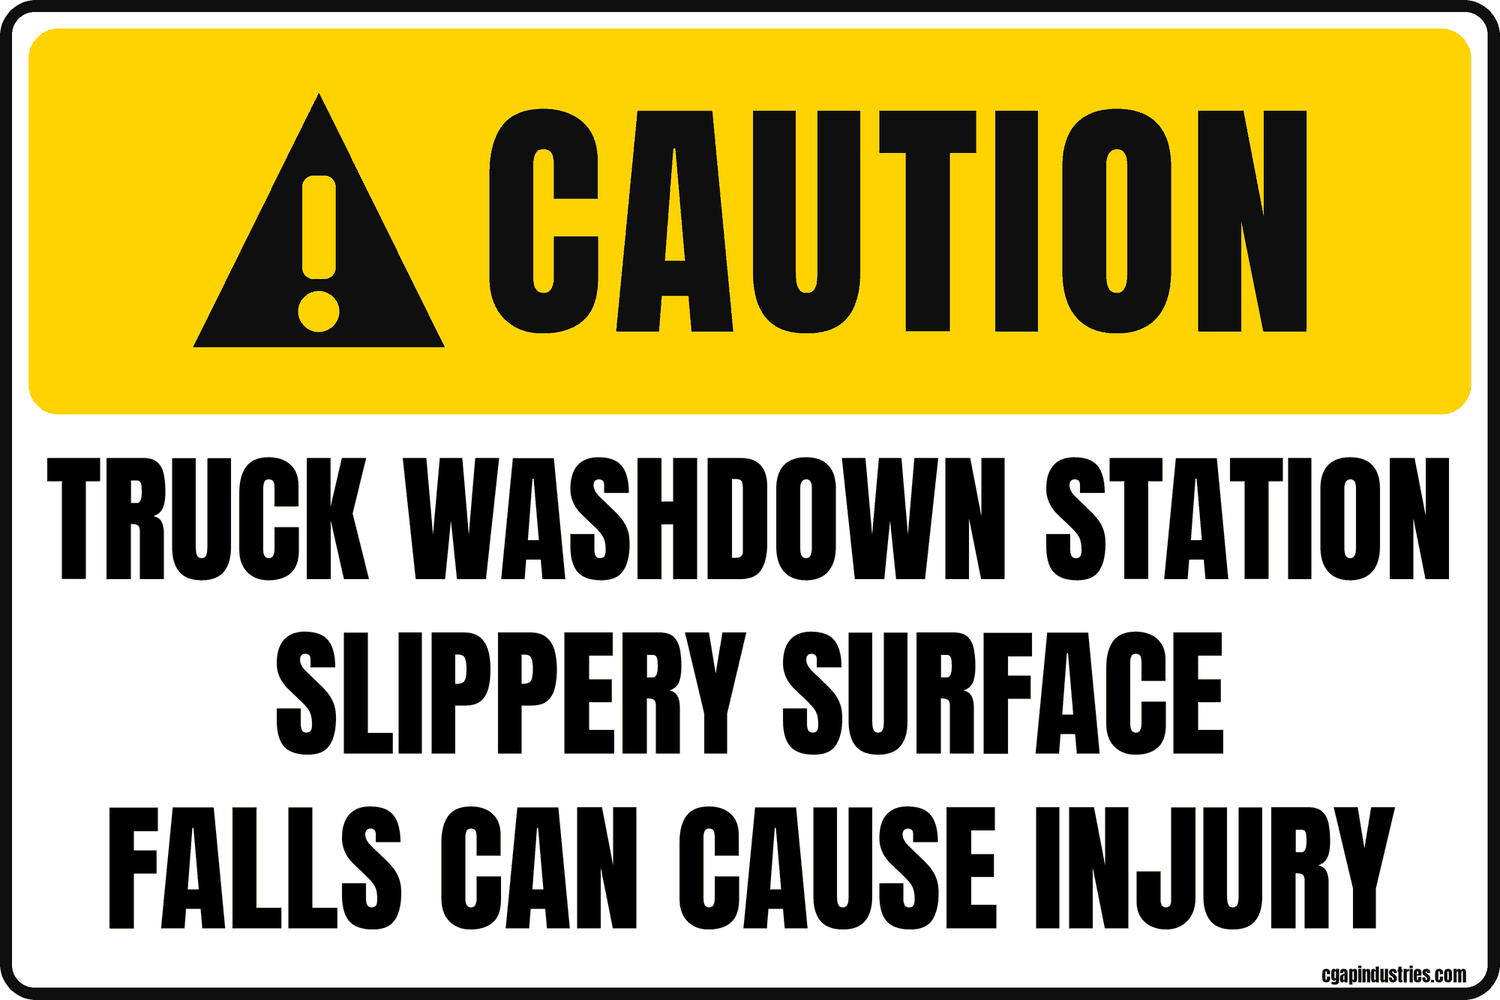 CAUTION
TRUCK WASHDOWN STATION
SLIPPERY SURFACE
FALLS CAN CAUSE INJURY
cgapindustries.com